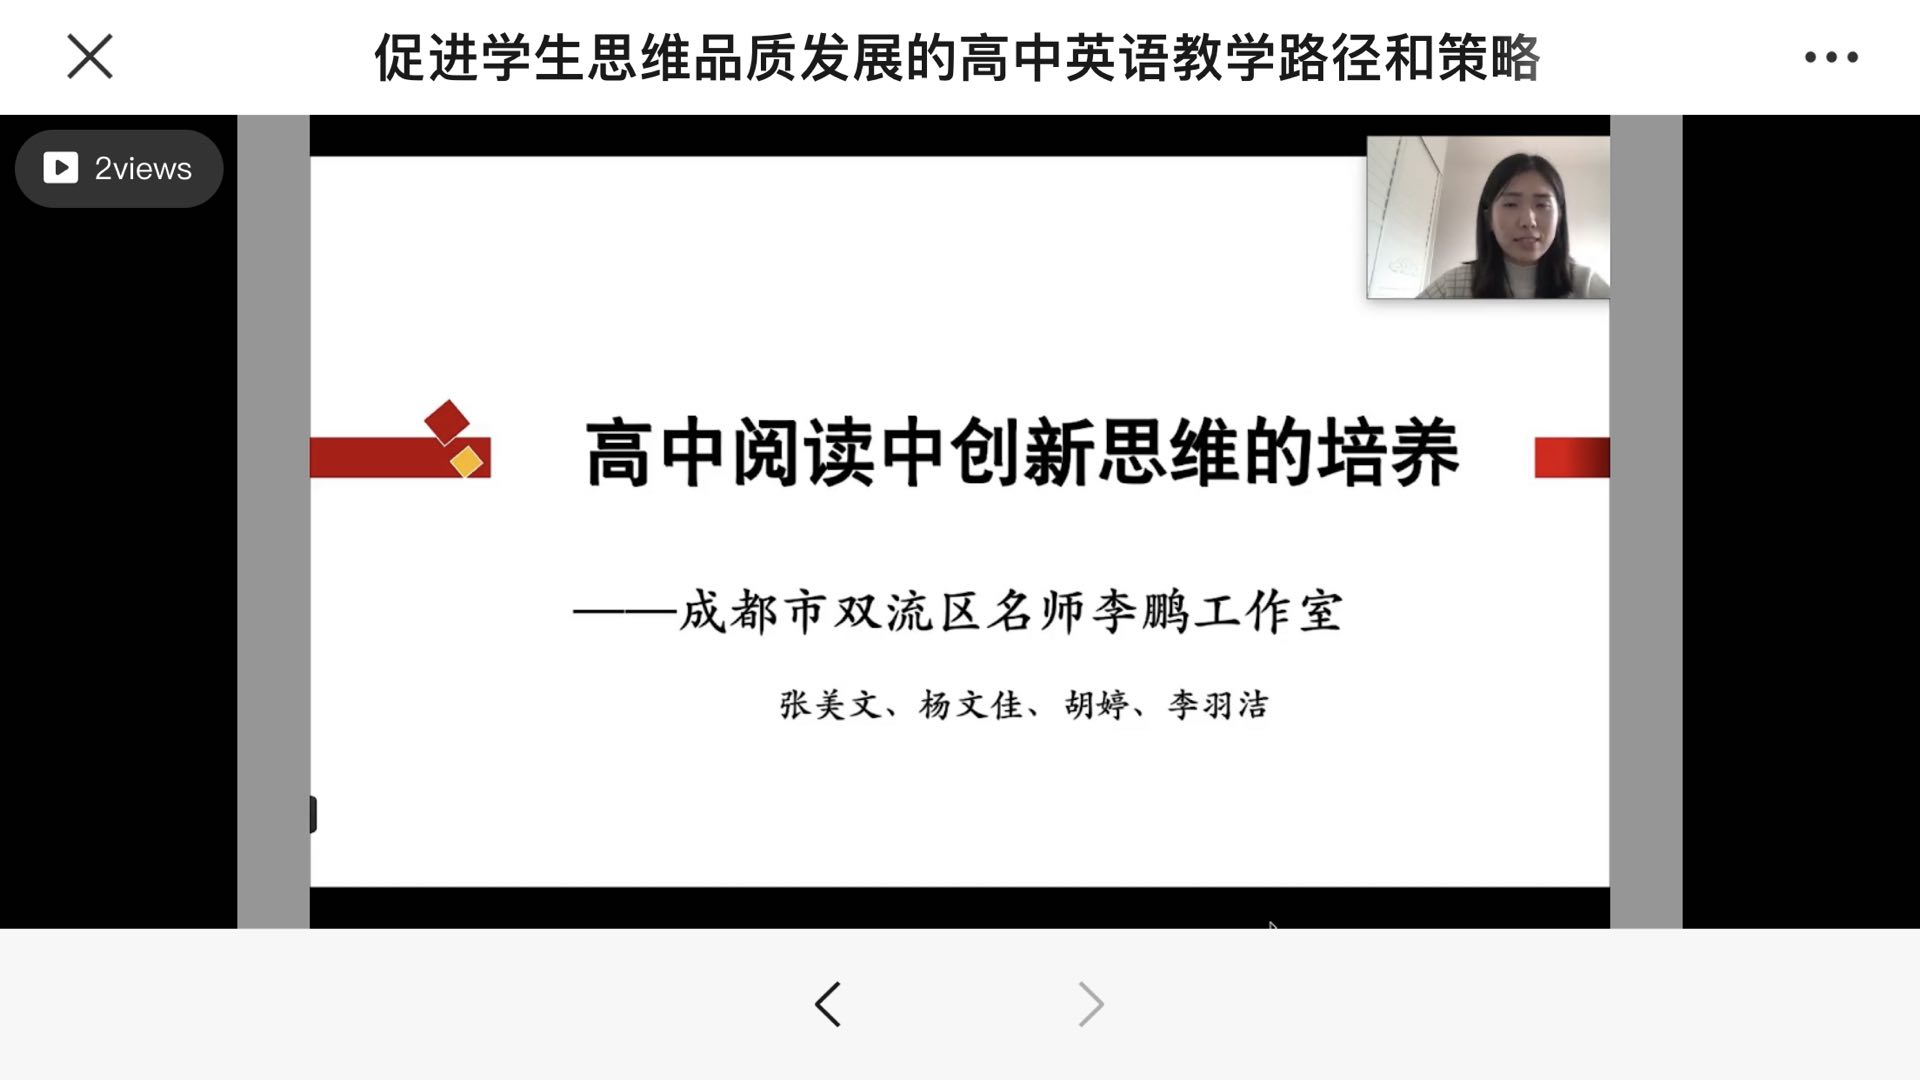 促进学生思维品质发展的高中英语教学路径和策略
2views
高中阅读中创新思维的培养
——成都市双流区名师李鹏工作室
张美文、杨文佳、胡婷、李羽洁